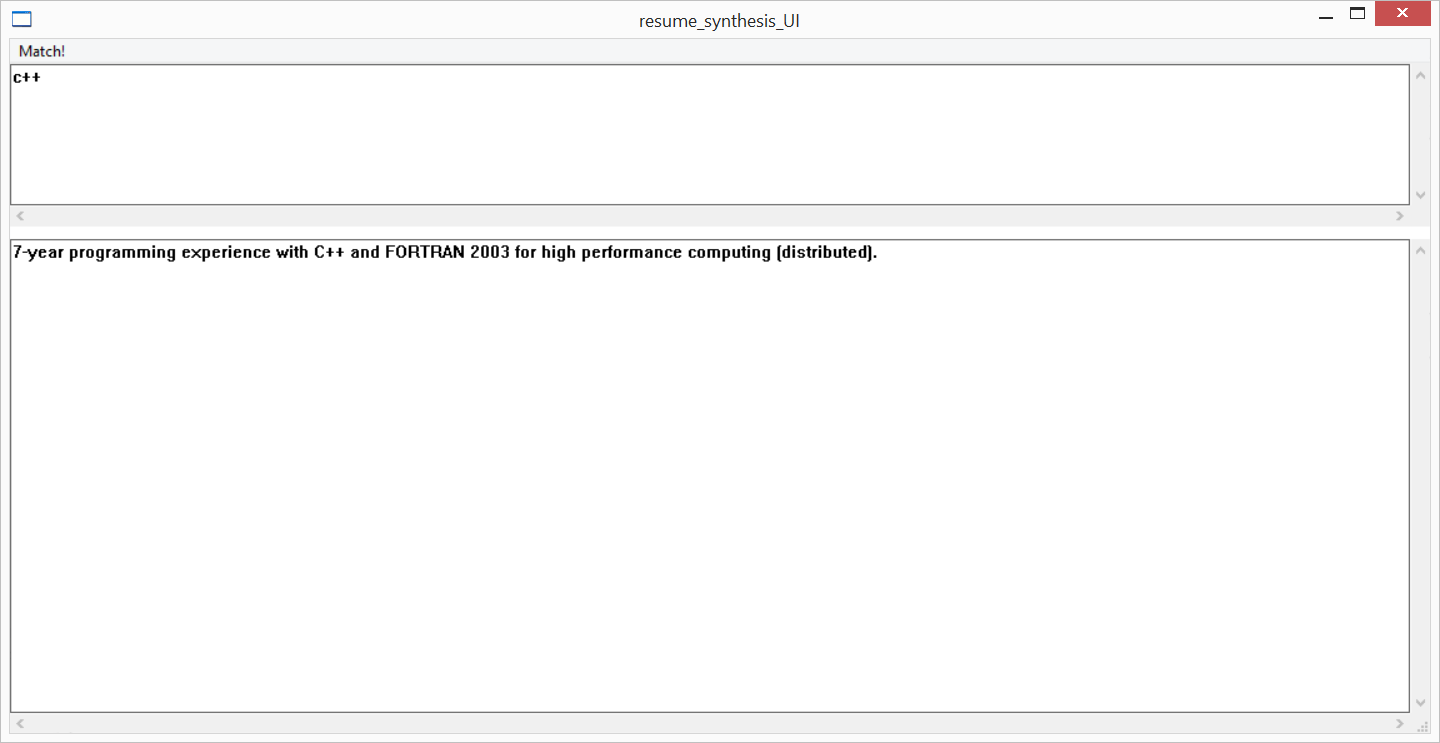 resume_synthesis_UI
Match!
c++
7-year programming experience with C++ and FORTRAN 2003 for high performance computing (distributed).